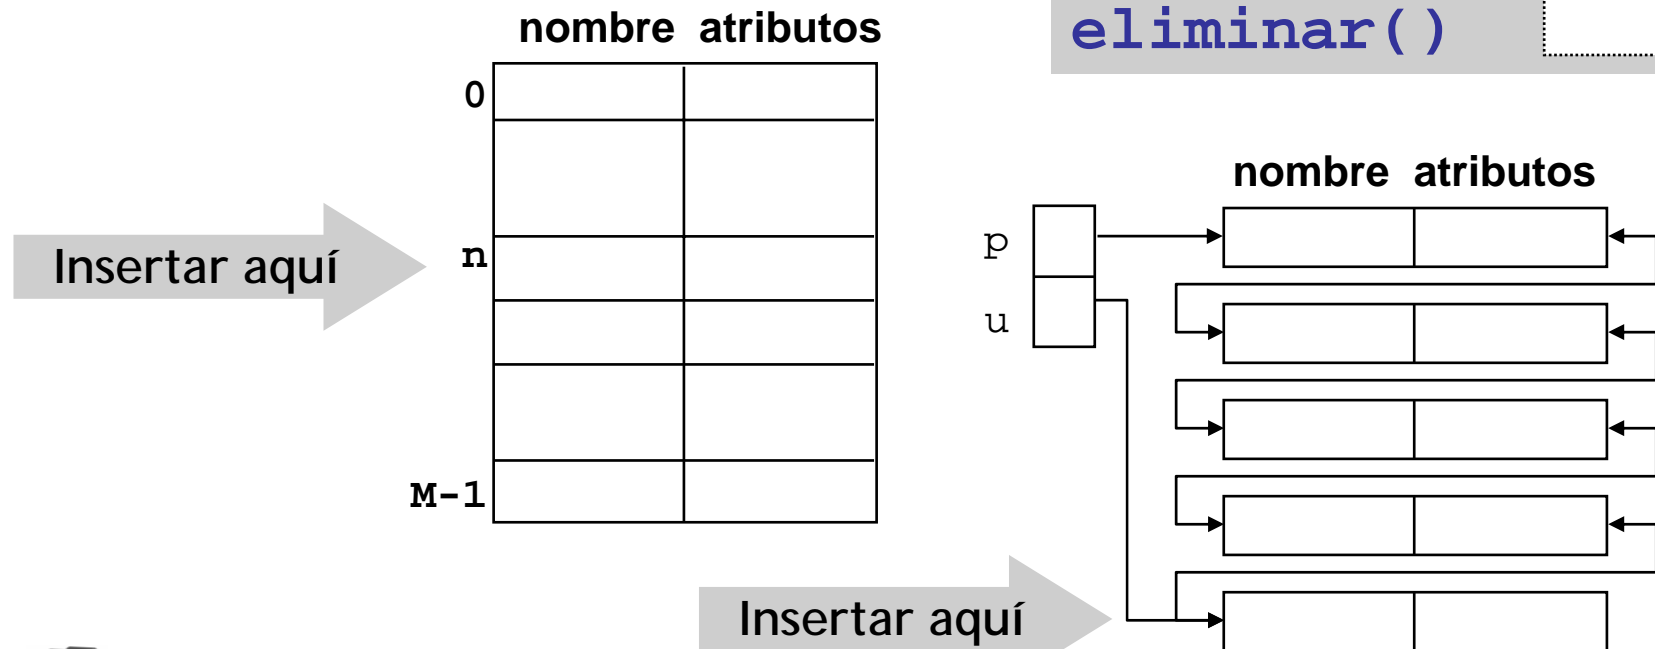 nombre atributos
eliminar()
0
nombre atributos
Insertar aquí
n
p
u
M-1
Insertar aquí